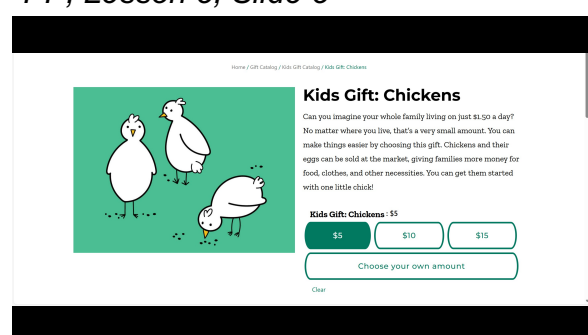 Home / Gift Catalog / Kids Gift Catalog / Kids Gift: Chickens
Kids Gift: Chickens
Can you imagine your whole family living on just $1.50 a day?
No matter where you live, that's a very small amount. You can
make things easier by choosing this gift. Chickens and their
eggs can be sold at the market, giving families more money for
food, clothes, and other necessities. You can get them started
with one little chick!
Kids Gift: Chickens : $5
$5 $10 $15
Choose your own amount
Clear